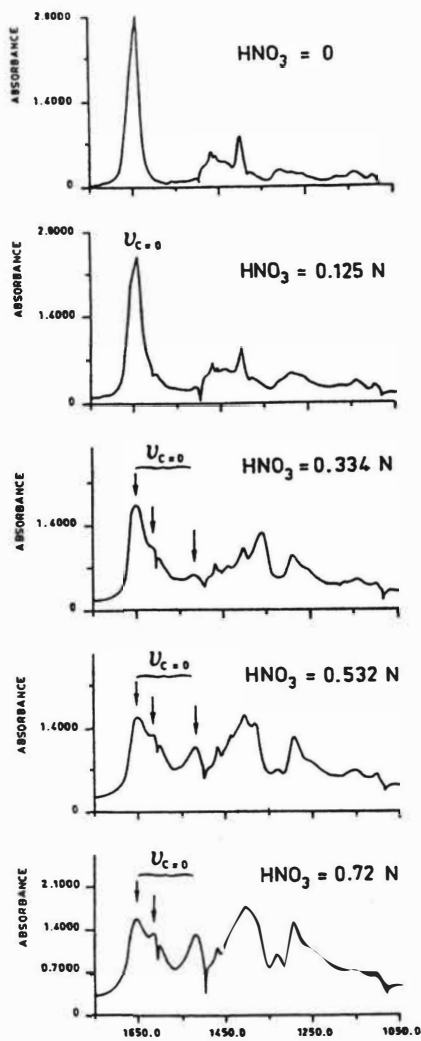 2.8000
ABSORBANCE
HNO3 = 0
1.4000
0
2.8000
ABSORBANCE
υC=O
HNO3 = 0.125 N
1.4000
0
υC=O
HNO3 = 0.334 N
ABSORBANCE
1.4000
0
υC=O
HNO3 = 0.532 N
ABSORBANCE
1.4000
0
υC=O
HNO3 = 0.72 N
ABSORBANCE
2.1000
1.4000
0.7000
0
1650.0 1450.0 1250.0 1050.0